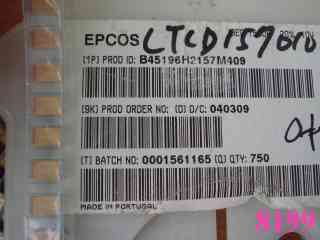 EPCOS LTCD157010
[1P] PROD ID: B45196H2157M409
[9K] PROD ORDER NO: [D] D/C: 040309
[T] BATCH NO: 0001561165 [Q] QTY: 750
MADE IN PORTUGAL
N199